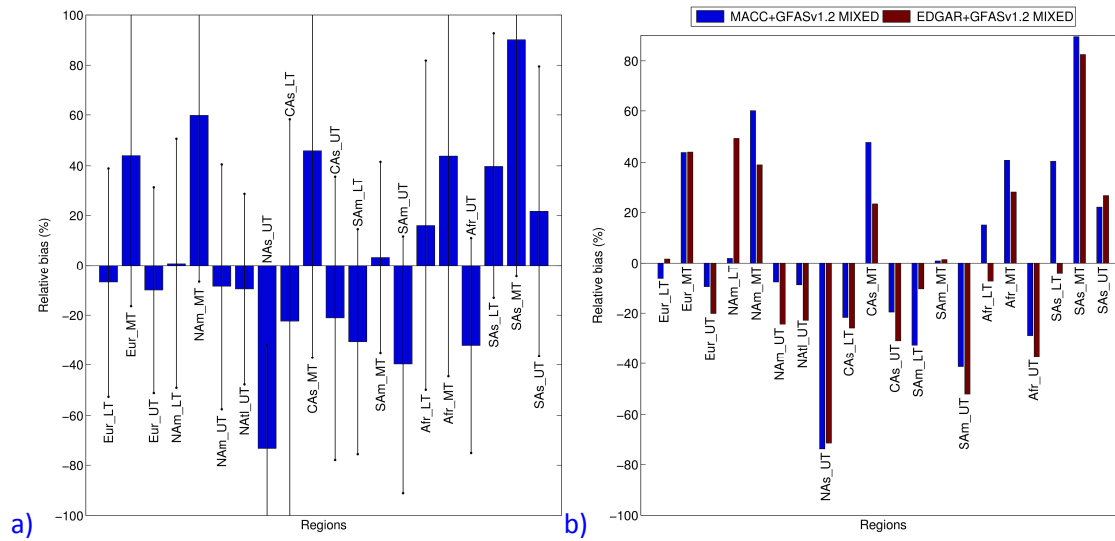 100
80
60
40
20
0
−20
−40
−60
−80
−100
Relative bias (%)
Regions
Eur_LT
Eur_MT
Eur_UT
NAm_LT
NAm_MT
NAm_UT
NAtl_UT
NAs_UT
CAs_LT
CAs_MT
CAs_UT
SAm_LT
SAm_MT
SAm_UT
Afr_LT
Afr_MT
Afr_UT
SAs_LT
SAs_MT
SAs_UT
a)
MACC+GFASv1.2 MIXED
EDGAR+GFASv1.2 MIXED
80
60
40
20
0
−20
−40
−60
−80
−100
Relative bias (%)
Regions
Eur_LT
Eur_MT
Eur_UT
NAm_LT
NAm_MT
NAm_UT
NAtl_UT
NAs_UT
CAs_LT
CAs_MT
CAs_UT
SAm_LT
SAm_MT
SAm_UT
Afr_LT
Afr_MT
Afr_UT
SAs_LT
SAs_MT
SAs_UT
b)